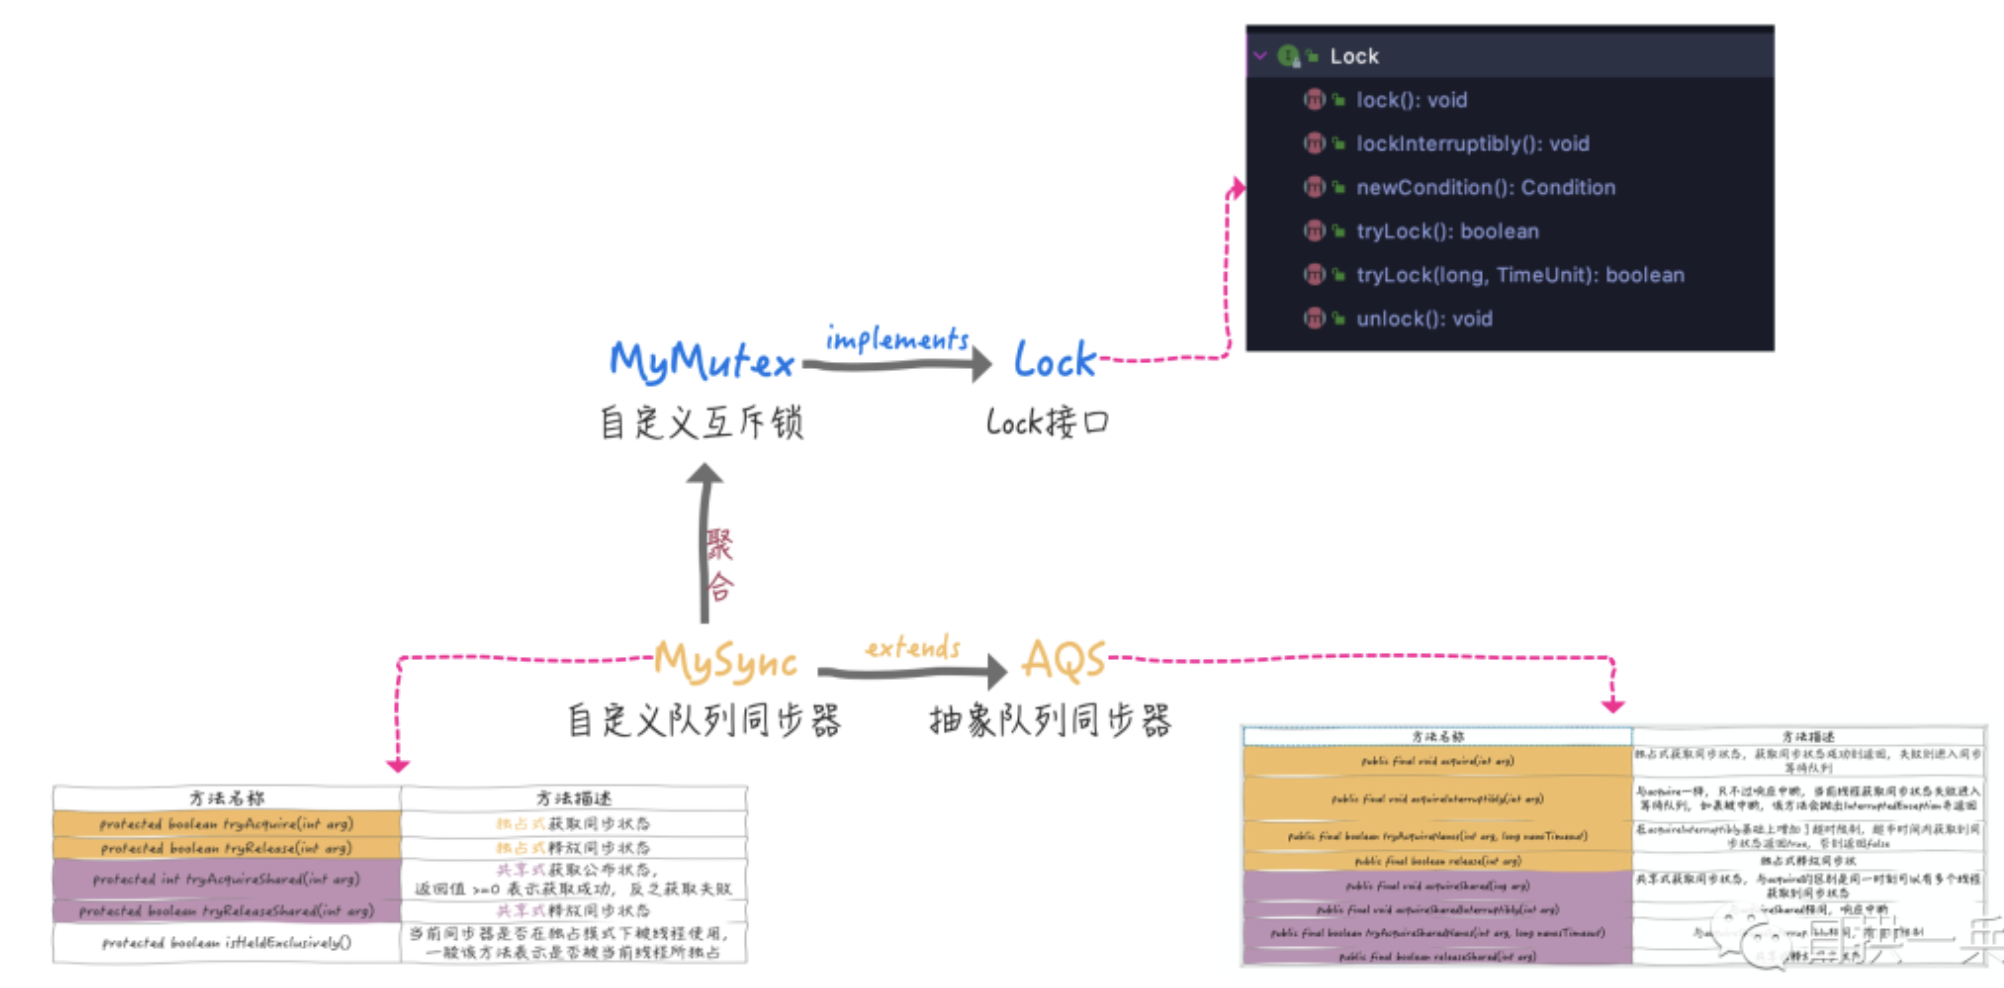 Lock
lock(): void
lockInterruptibly(): void
newCondition(): Condition
tryLock(): boolean
tryLock(long, TimeUnit): boolean
unlock(): void
MyMutex
implements
Lock
自定义互斥锁
Lock接口
聚
合
MySync
extends
AQS
自定义队列同步器
抽象队列同步器
方法名称
方法描述
protected boolean tryAcquire(int arg)
独占式获取同步状态
protected boolean tryRelease(int arg)
独占式释放同步状态
protected int tryAcquireShared(int arg)
共享式获取公布状态,
返回值 >=0 表示获取成功, 反之获取失败
protected boolean tryReleaseShared(int arg)
共享式释放同步状态
protected boolean isHeldExclusively()
当前同步器是否在独占模式下被线程使用,
一般该方法表示是否被当前线程所独占
方法名称
方法描述
public final void acquire(int arg)
独占式获取同步状态, 获取同步状态成功则返回, 失败则进入同步
等待队列
public final void acquireInterruptibly(int arg)
与acquire一样, 只不过响应中断, 当前线程获取同步状态失败进入
等待队列, 如果被中断, 该方法会抛出InterruptedException并返回
public final boolean tryAcquireNanos(int arg, long nanosTimeout)
在acquireInterruptibly基础上增加了超时限制, 超时时间内获取到同
步状态返回true, 否则返回false
public final boolean release(int arg)
独占式释放同步状
public final void acquireShared(ing arg)
共享式获取同步状态, 与acquire的区别是同一时刻可以有多个线程
获取到同步状态
public final void acquireSharedInterruptibly(int arg)
ireShared相同, 响应中断
public final boolean tryAcquireSharedNanos(int arg, long nanosTimeout)
public final boolean releaseShared(int arg)